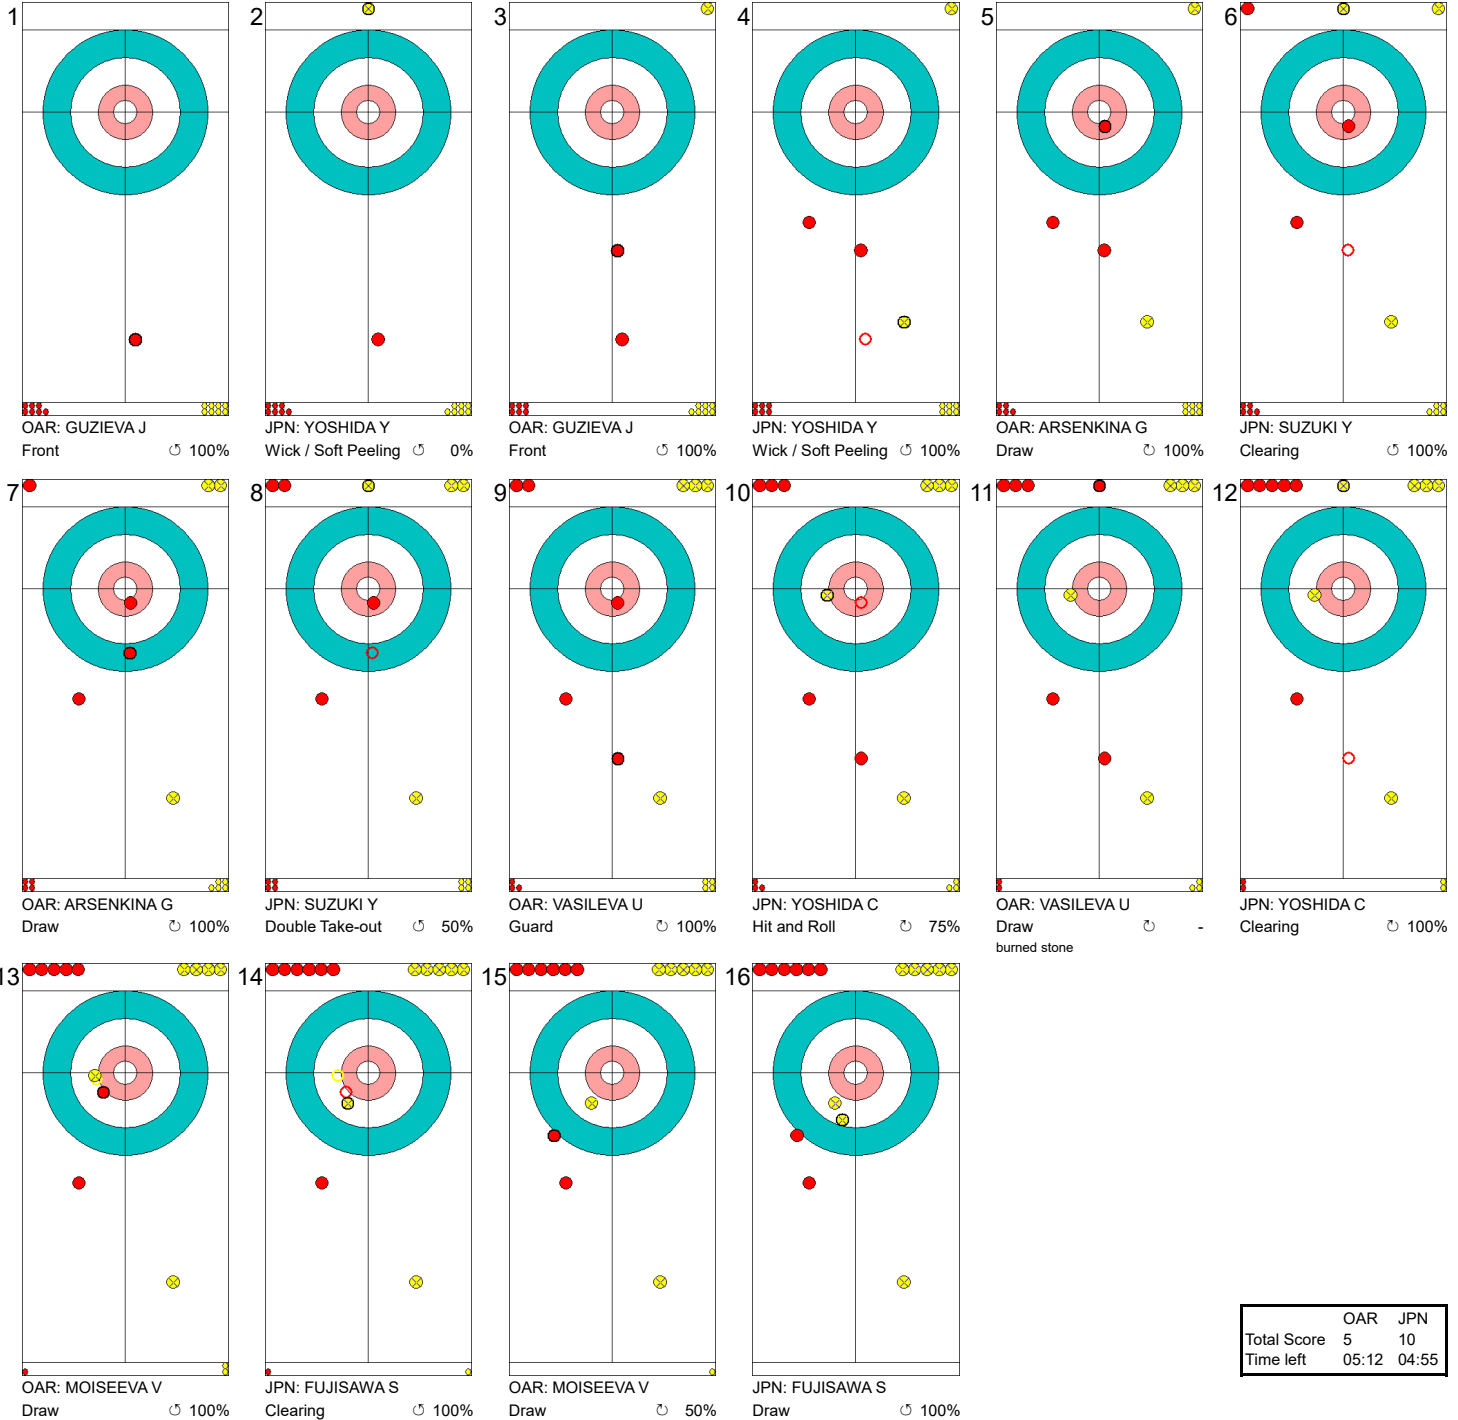 1
2
3
4
5
6
OAR: GUZIEVA J
Front ↺ 100%
JPN: YOSHIDA Y
Wick / Soft Peeling ↺ 0%
OAR: GUZIEVA J
Front ↺ 100%
JPN: YOSHIDA Y
Wick / Soft Peeling ↺ 100%
OAR: ARSENKINA G
Draw ↺ 100%
JPN: SUZUKI Y
Clearing ↺ 100%
7
8
9
10
11
12
OAR: ARSENKINA G
Draw ↻ 100%
JPN: SUZUKI Y
Double Take-out ↺ 50%
OAR: VASILEVA U
Guard ↻ 100%
JPN: YOSHIDA C
Hit and Roll ↻ 75%
OAR: VASILEVA U
Draw ↻ -
burned stone
JPN: YOSHIDA C
Clearing ↻ 100%
13
14
15
16
OAR: MOISEEVA V
Draw ↺ 100%
JPN: FUJISAWA S
Clearing ↺ 100%
OAR: MOISEEVA V
Draw ↺ 50%
JPN: FUJISAWA S
Draw ↻ 100%
OAR JPN
Total Score 5 10
Time left 05:12 04:55